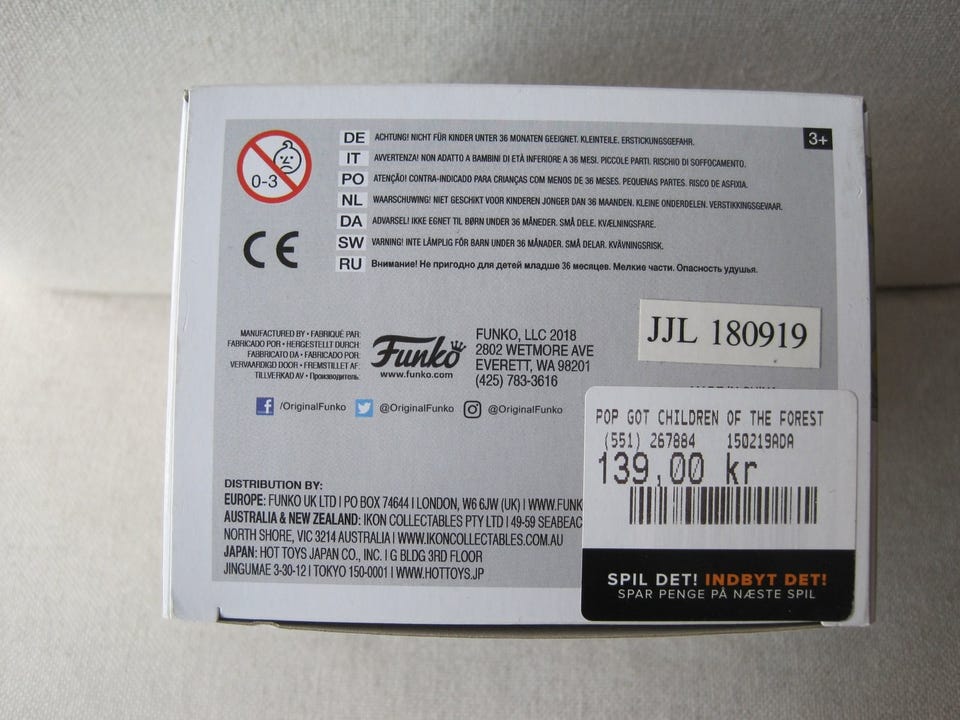 0-3
CE
DE ACHTUNG! NICHT FÜR KINDER UNTER 36 MONATEN GEEIGNET. KLEINTEILE. ERSTICKUNGSGEFAHR.
IT AVVERTENZA! NON ADATTO A BAMBINI DI ETÀ INFERIORE A 36 MESI. PICCOLE PARTI. RISCHIO DI SOFFOCAMENTO.
PO ATENÇÃO! CONTRA-INDICADO PARA CRIANÇAS COM MENOS DE 36 MESES. PEQUENAS PARTES. RISCO DE ASFIXIA.
NL WAARSCHUWING! NIET GESCHIKT VOOR KINDEREN JONGER DAN 36 MAANDEN. KLEINE ONDERDELEN. VERSTIKKINGSGEVAAR.
DA ADVARSEL! IKKE EGNET TIL BØRN UNDER 36 MÅNEDER. SMÅ DELE. KVÆLNINGSFARE.
SW VARNING! INTE LÄMPLIG FÖR BARN UNDER 36 MÅNADER. SMÅ DELAR. KVÄVNINGSRISK.
RU Внимание! Не пригодно для детей младше 36 месяцев. Мелкие части. Опасность удушья.
3+
MANUFACTURED BY • FABRIQUÉ PAR:
FABRICADO POR • HERGESTELLT DURCH:
FABBRICATO DA • FABRICADO POR:
VERVAARDIGD DOOR • FREMSTILLET AF:
TILLVERKAD AV • Производитель:
Funko
www.funko.com
FUNKO, LLC 2018
2802 WETMORE AVE
EVERETT, WA 98201
(425) 783-3616
JJL 180919
/OriginalFunko @OriginalFunko @OriginalFunko
DISTRIBUTION BY:
EUROPE: FUNKO UK LTD | PO BOX 74644 | LONDON, W6 6JW (UK) | WWW.FUNK
AUSTRALIA & NEW ZEALAND: IKON COLLECTABLES PTY LTD | 49-59 SEABEAC
NORTH SHORE, VIC 3214 AUSTRALIA | WWW.IKONCOLLECTABLES.COM.AU
JAPAN: HOT TOYS JAPAN CO., INC. | G BLDG 3RD FLOOR
JINGUMAE 3-30-12 | TOKYO 150-0001 | WWW.HOTTOYS.JP
POP GOT CHILDREN OF THE FOREST
(551) 267884 150219ADA
139,00 kr
SPIL DET! INDBYT DET!
SPAR PENGE PÅ NÆSTE SPIL